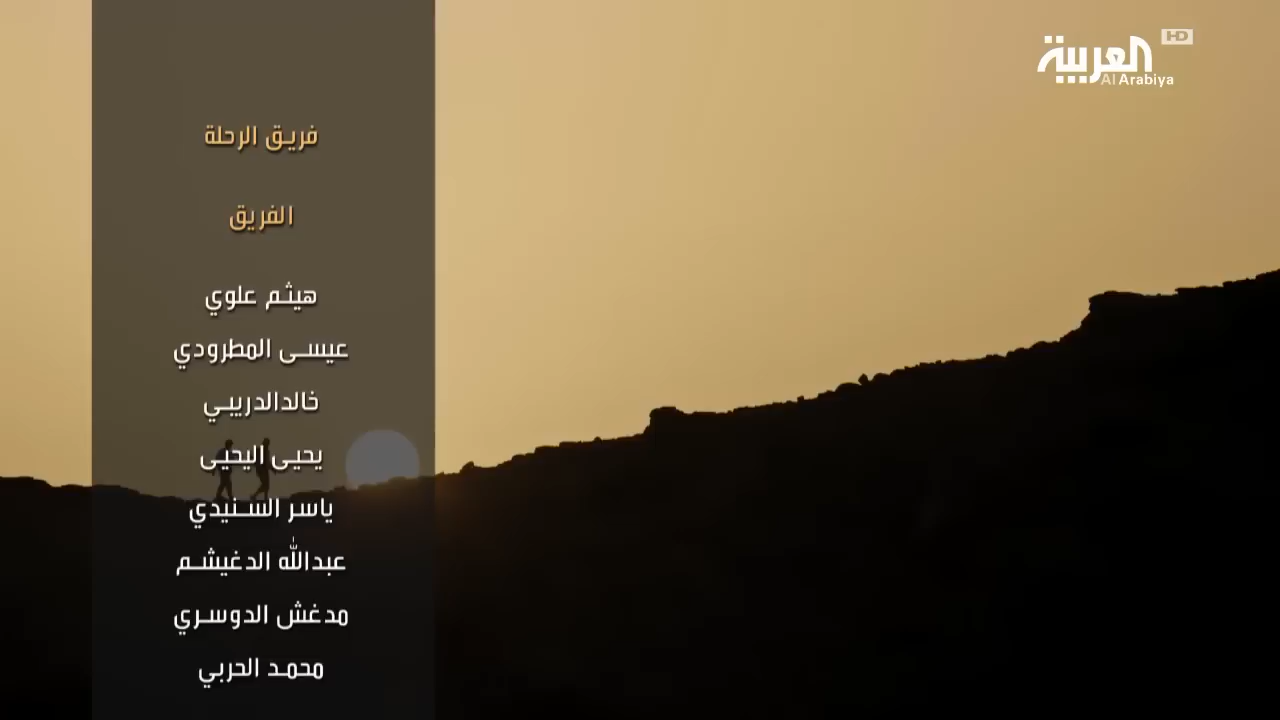 HD
العربية
Al Arabiya
فريق الرحلة
الفريق
هيثم علوي
عيسى المطرودي
خالدالدريبي
يحيى اليحيى
ياسر السنيدي
عبدالله الدغيشم
مدغش الدوسري
محمد الحربي